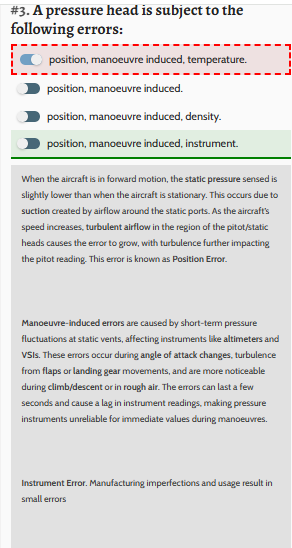 #3. A pressure head is subject to the
following errors:
position, manoeuvre induced, temperature.
position, manoeuvre induced.
position, manoeuvre induced, density.
position, manoeuvre induced, instrument.
When the aircraft is in forward motion, the static pressure sensed is
slightly lower than when the aircraft is stationary. This occurs due to
suction created by airflow around the static ports. As the aircraft's
speed increases, turbulent airflow in the region of the pitot/static
heads causes the error to grow, with turbulence further impacting
the pitot reading. This error is known as Position Error.
Manoeuvre-induced errors are caused by short-term pressure
fluctuations at static vents, affecting instruments like altimeters and
VSIs. These errors occur during angle of attack changes, turbulence
from flaps or landing gear movements, and are more noticeable
during climb/descent or in rough air. The errors can last a few
seconds and cause a lag in instrument readings, making pressure
instruments unreliable for immediate values during manoeuvres.
Instrument Error. Manufacturing imperfections and usage result in
small errors